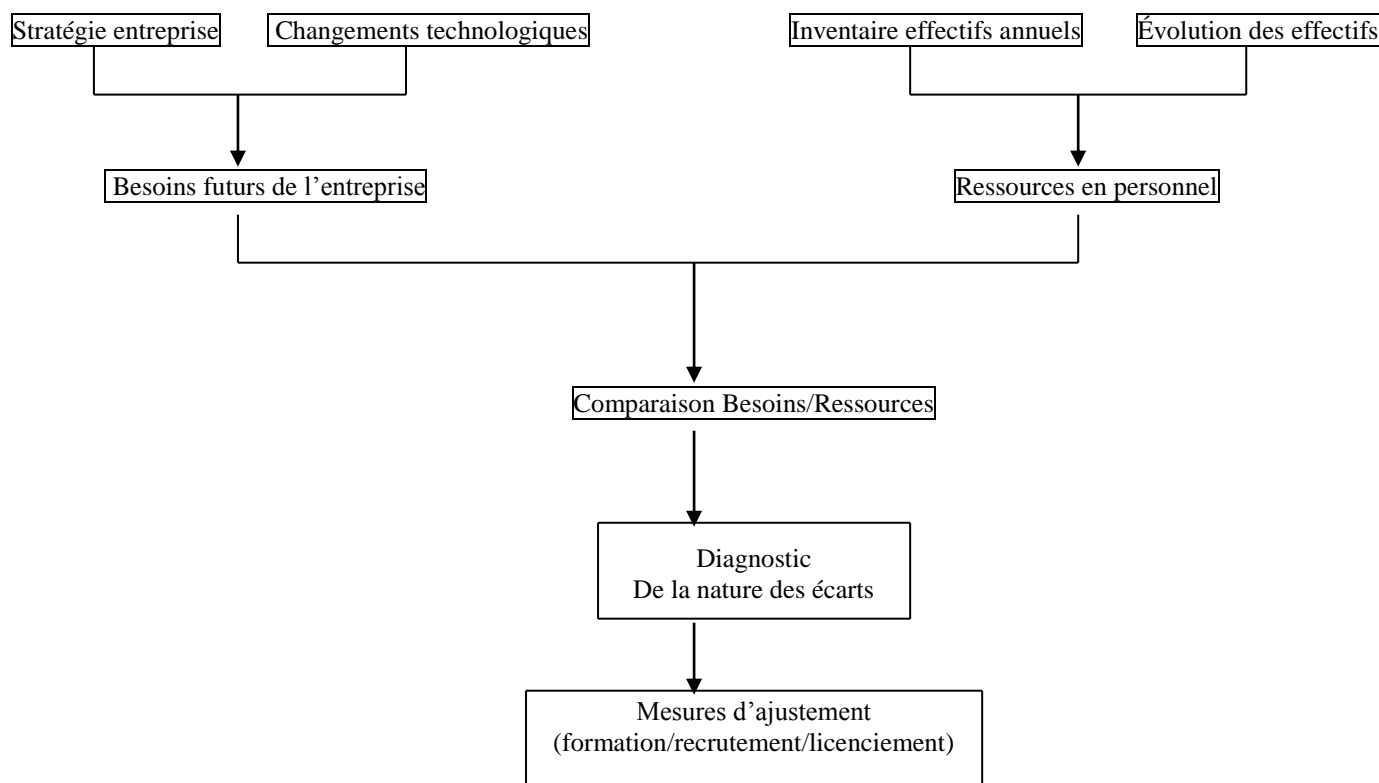 Stratégie entreprise
Changements technologiques
Inventaire effectifs annuels
Évolution des effectifs
Besoins futurs de l’entreprise
Ressources en personnel
Comparaison Besoins/Ressources
Diagnostic
De la nature des écarts
Mesures d’ajustement
(formation/recrutement/licenciement)